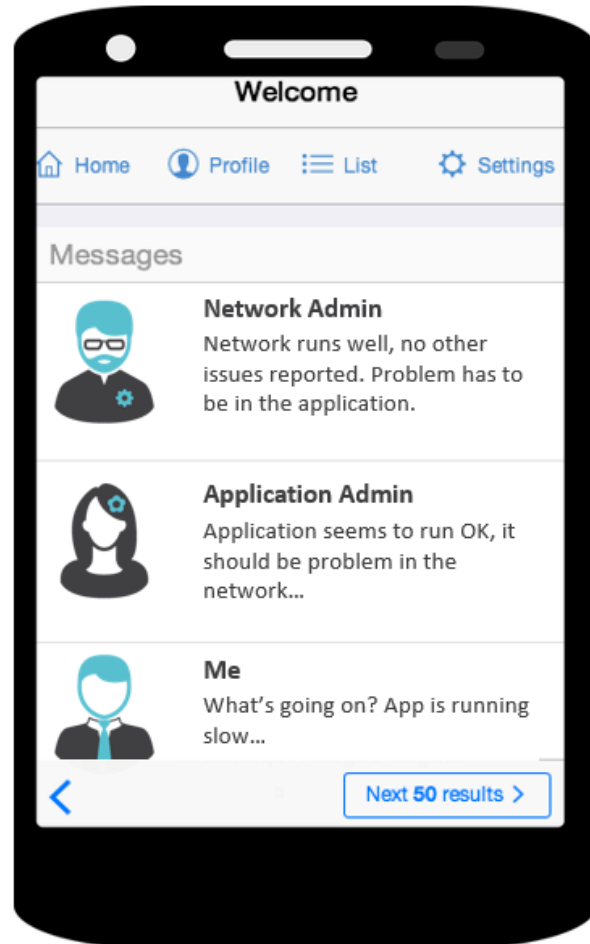 Welcome
Home Profile List Settings
Messages
Network Admin
Network runs well, no other
issues reported. Problem has to
be in the application.
Application Admin
Application seems to run OK, it
should be problem in the
network...
Me
What's going on? App is running
slow...
Next 50 results >